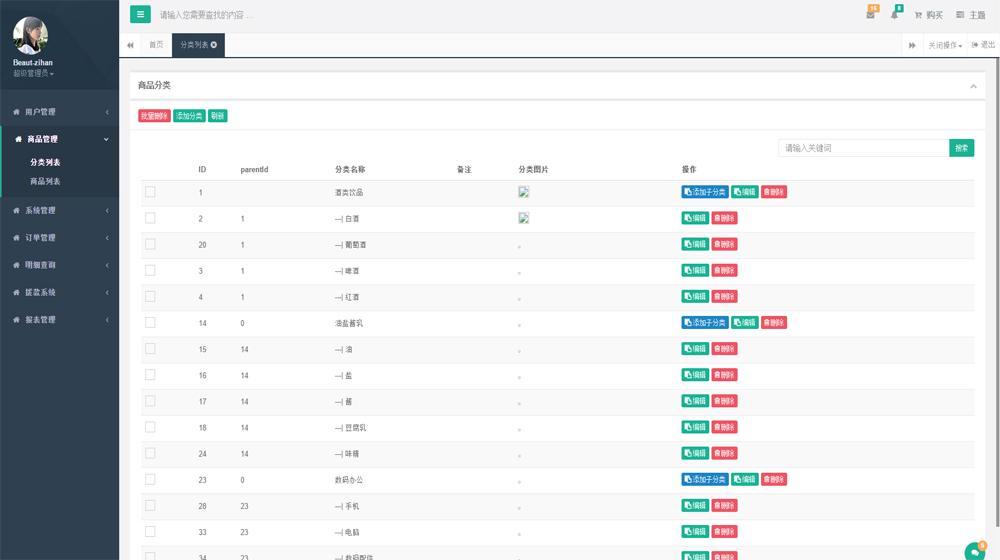 请输入您需要查找的内容 …
16
8
购买
主题
Beaut-zihan
超级管理员
首页
分类列表
关闭操作
退出
用户管理
商品管理
分类列表
商品列表
系统管理
订单管理
明细查询
拨款系统
报表管理
商品分类
批量删除 添加分类 刷新
请输入关键词 搜索
ID parentId 分类名称 备注 分类图片 操作
1 酒类饮品 添加子分类 编辑 删除
2 1 ---| 白酒 编辑 删除
20 1 ---| 葡萄酒 编辑 删除
3 1 ---| 啤酒 编辑 删除
4 1 ---| 红酒 编辑 删除
14 0 油盐酱乳 添加子分类 编辑 删除
15 14 ---| 油 编辑 删除
16 14 ---| 盐 编辑 删除
17 14 ---| 酱 编辑 删除
18 14 ---| 豆腐乳 编辑 删除
24 14 ---| 味精 编辑 删除
23 0 数码办公 添加子分类 编辑 删除
28 23 ---| 手机 编辑 删除
33 23 ---| 电脑 编辑 删除
34 23 ---| 数码配件 编辑 删除
5